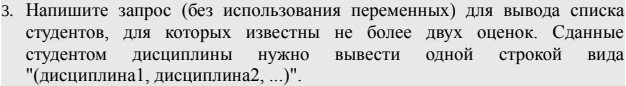 3. Напишите запрос (без использования переменных) для вывода списка
студентов, для которых известны не более двух оценок. Сданные
студентом дисциплины нужно вывести одной строкой вида
"(дисциплина1, дисциплина2, ...)".